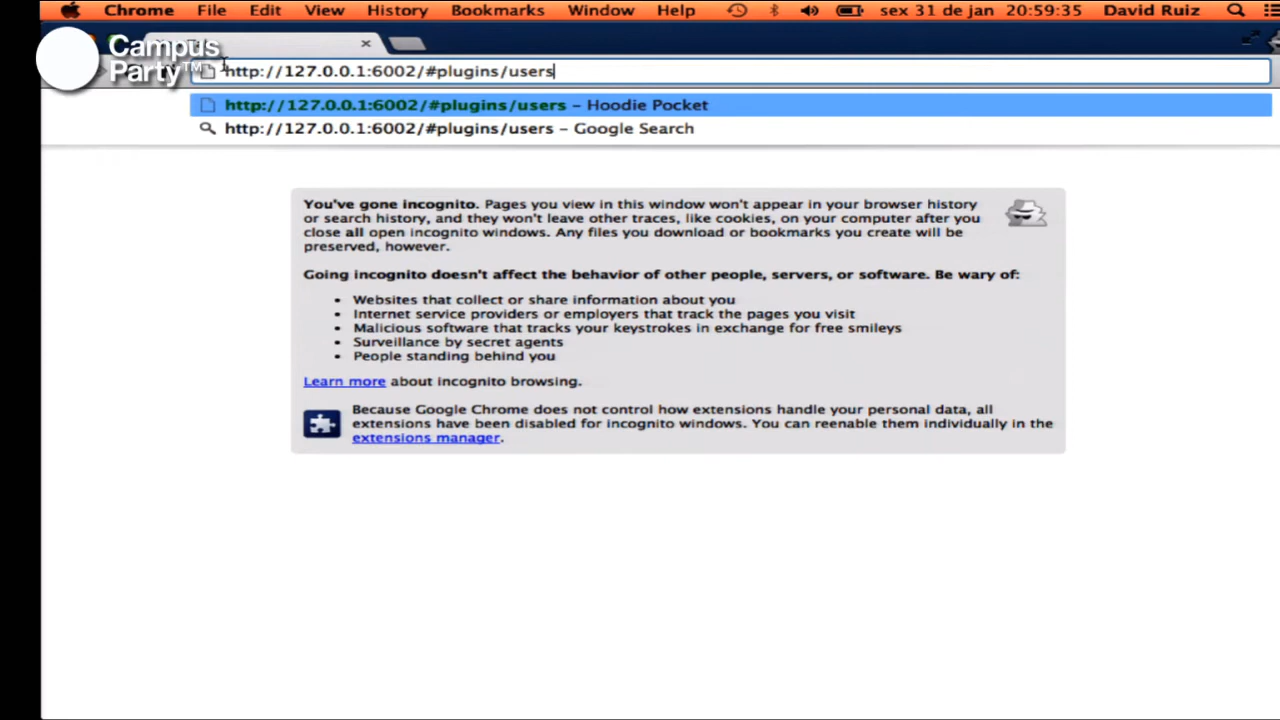 Chrome File Edit View History Bookmarks Window Help sex 31 de jan 20:59:35 David Ruiz
Campus
Party™
http://127.0.0.1:6002/#plugins/users
http://127.0.0.1:6002/#plugins/users – Hoodie Pocket
http://127.0.0.1:6002/#plugins/users – Google Search
You've gone incognito. Pages you view in this window won't appear in your browser history
or search history, and they won't leave other traces, like cookies, on your computer after you
close all open incognito windows. Any files you download or bookmarks you create will be
preserved, however.
Going incognito doesn't affect the behavior of other people, servers, or software. Be wary of:
• Websites that collect or share information about you
• Internet service providers or employers that track the pages you visit
• Malicious software that tracks your keystrokes in exchange for free smileys
• Surveillance by secret agents
• People standing behind you
Learn more about incognito browsing.
Because Google Chrome does not control how extensions handle your personal data, all
extensions have been disabled for incognito windows. You can reenable them individually in the
extensions manager.